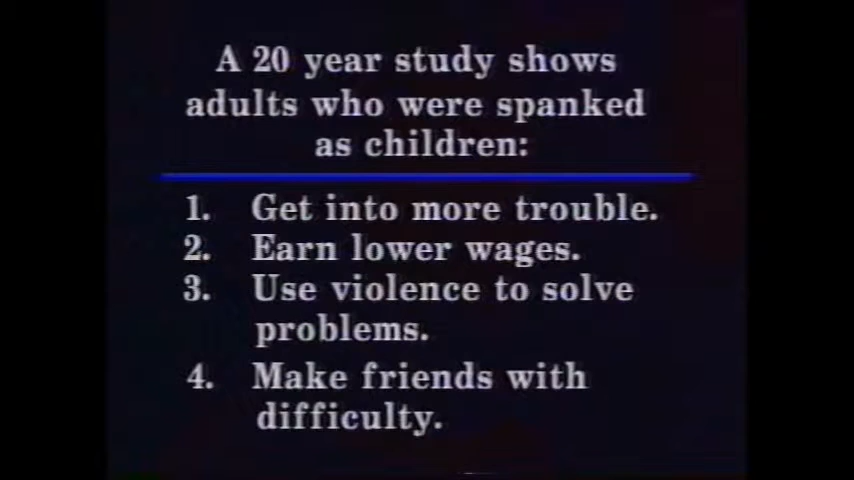 A 20 year study shows
adults who were spanked
as children:
1. Get into more trouble.
2. Earn lower wages.
3. Use violence to solve
problems.
4. Make friends with
difficulty.